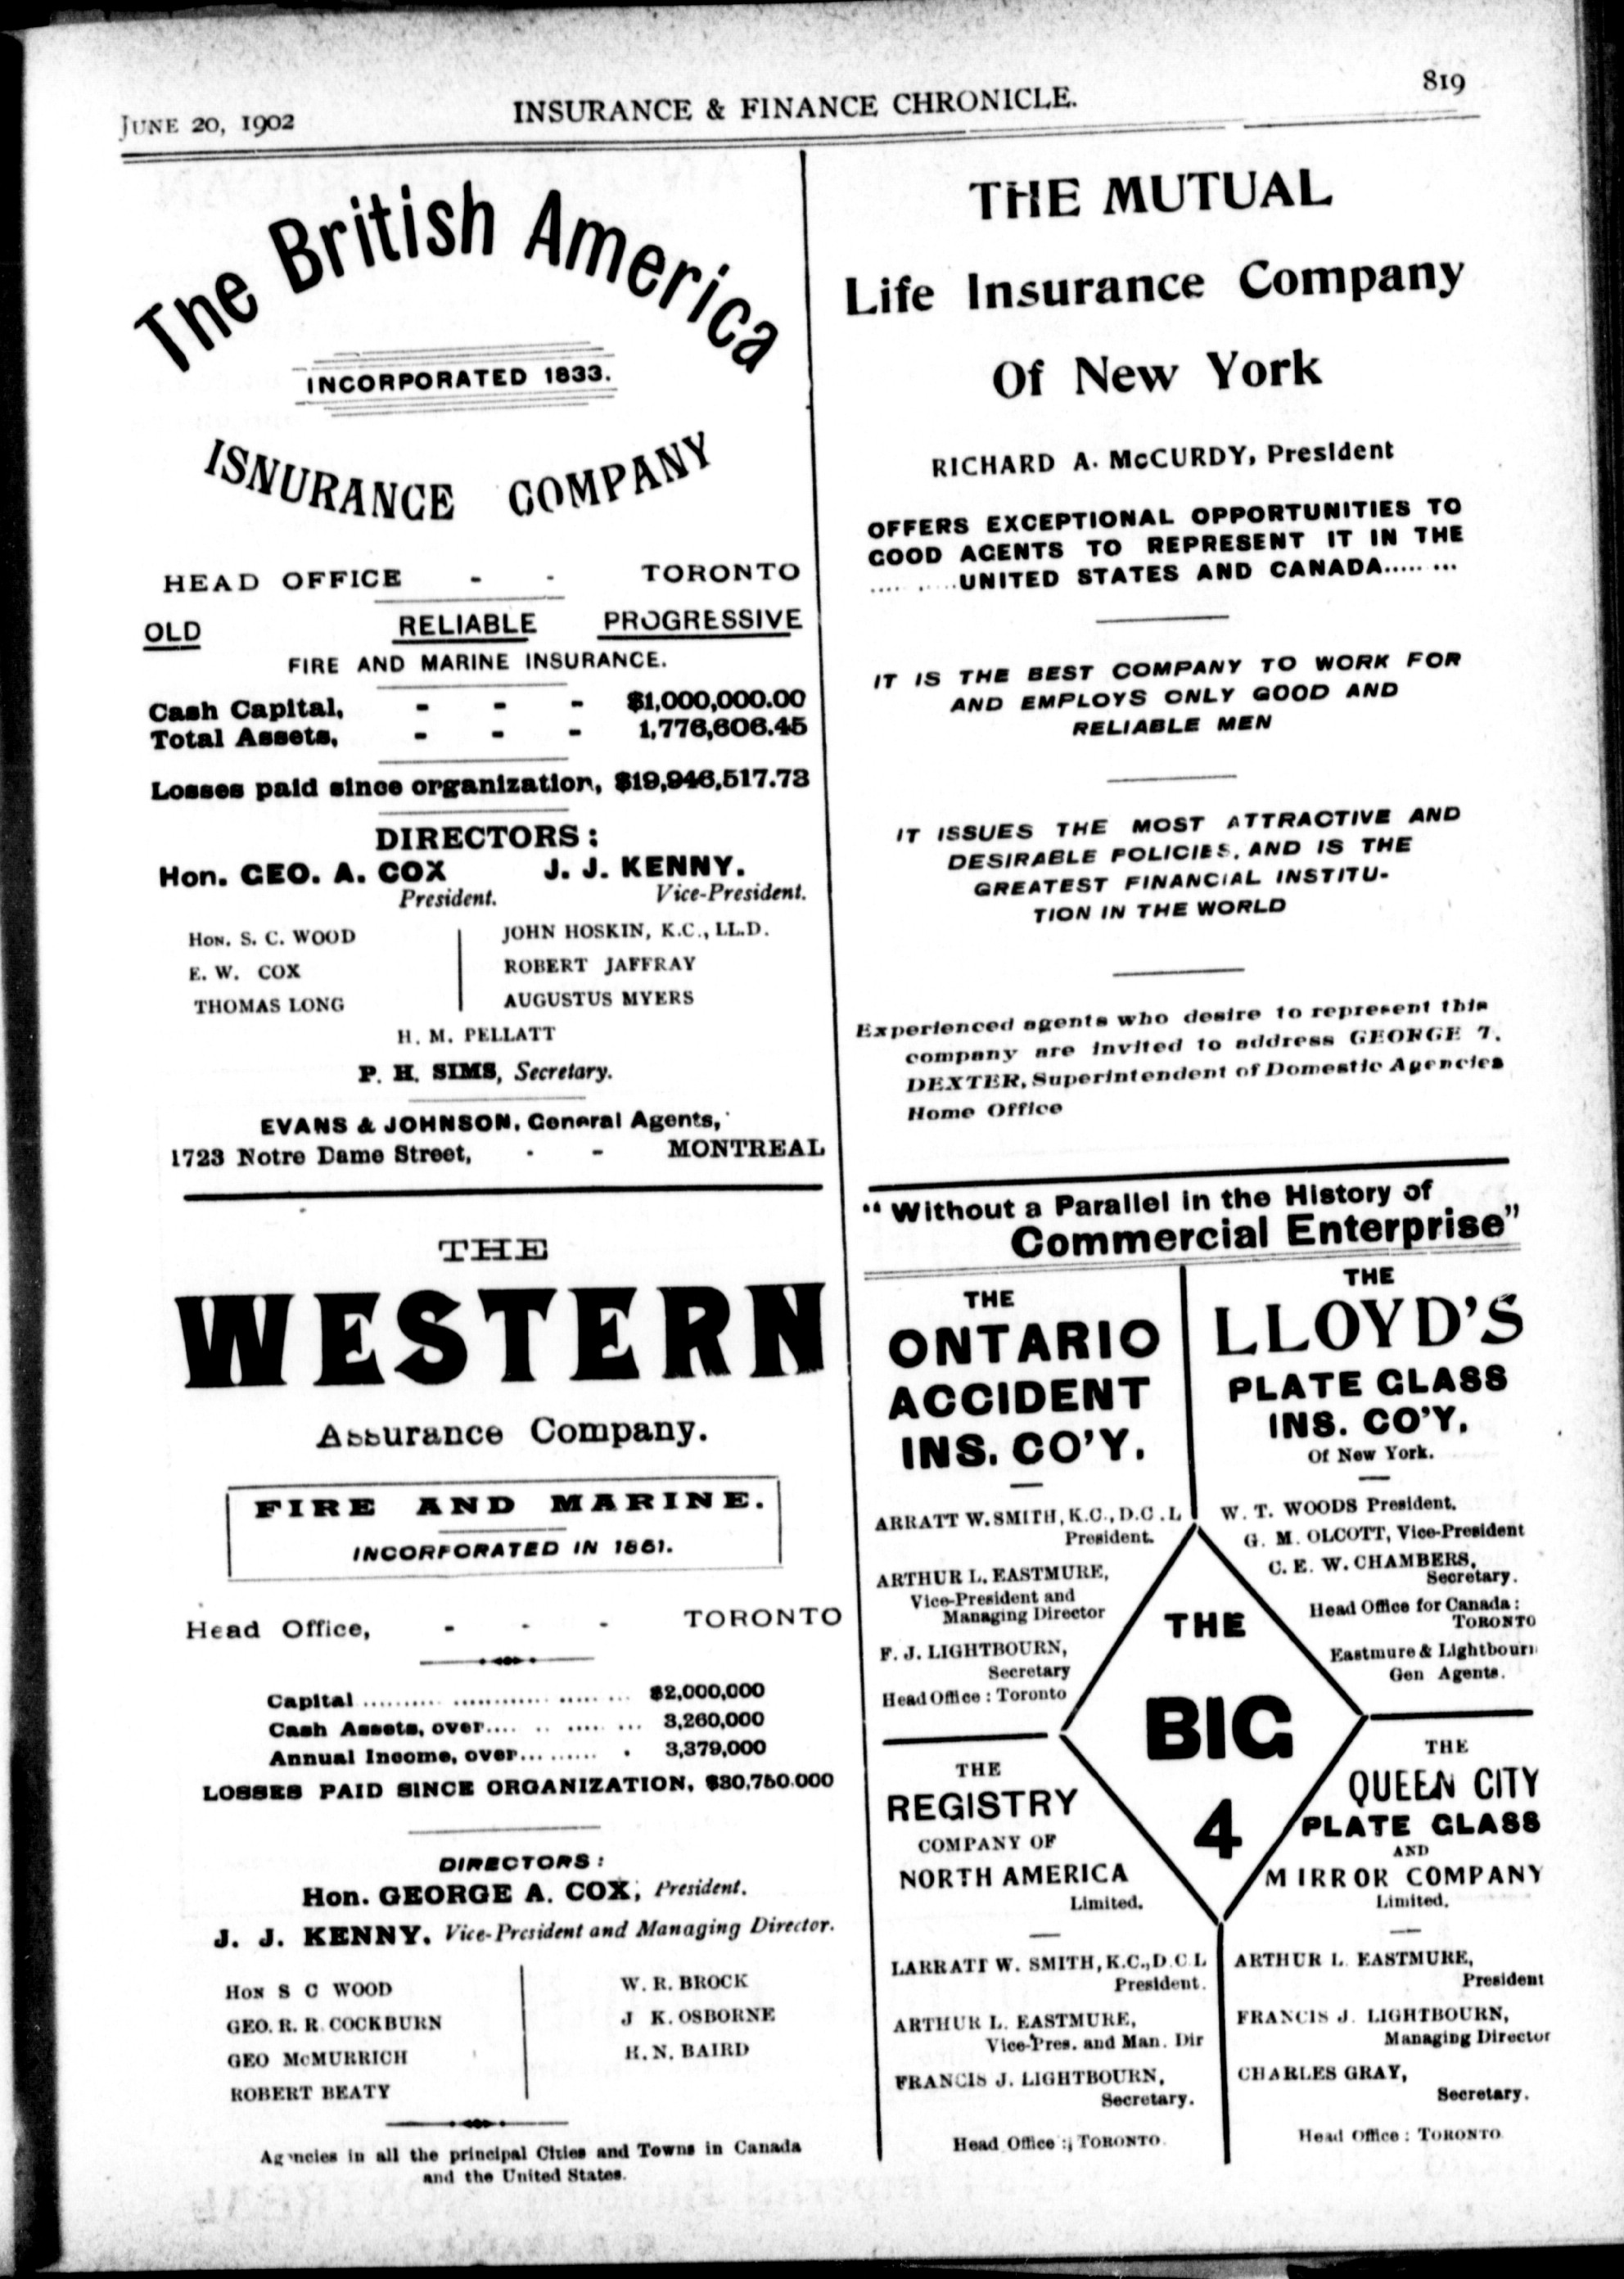 JUNE 20, 1902 INSURANCE & FINANCE CHRONICLE. 819
The British America
INCORPORATED 1833.
ISNURANCE COMPANY
HEAD OFFICE - - TORONTO
OLD RELIABLE PROGRESSIVE
FIRE AND MARINE INSURANCE.
Cash Capital, - - - $1,000,000.00
Total Assets, - - - 1,776,606.45
Losses paid since organization, $19,946,517.73
DIRECTORS:
Hon. GEO. A. COX J. J. KENNY.
President. Vice-President.
HON. S. C. WOOD JOHN HOSKIN, K.C., LL.D.
E. W. COX ROBERT JAFFRAY
THOMAS LONG AUGUSTUS MYERS
H. M. PELLATT
P. H. SIMS, Secretary.
EVANS & JOHNSON, General Agents,
1723 Notre Dame Street, - - MONTREAL
THE
WESTERN
Assurance Company.
FIRE AND MARINE.
INCORPORATED IN 1851.
Head Office, - - - TORONTO
Capital ........................ $2,000,000
Cash Assets, over............ 3,260,000
Annual Income, over.......... 3,379,000
LOSSES PAID SINCE ORGANIZATION, $30,750.000
DIRECTORS:
Hon. GEORGE A. COX, President.
J. J. KENNY, Vice-President and Managing Director.
HON S C WOOD W. R. BROCK
GEO. R. R. COCKBURN J K. OSBORNE
GEO McMURRICH H. N. BAIRD
ROBERT BEATY
Agencies in all the principal Cities and Towns in Canada
and the United States.
THE MUTUAL
Life Insurance Company
Of New York
RICHARD A. McCURDY, President
OFFERS EXCEPTIONAL OPPORTUNITIES TO
GOOD AGENTS TO REPRESENT IT IN THE
.... . ...UNITED STATES AND CANADA..... ...
IT IS THE BEST COMPANY TO WORK FOR
AND EMPLOYS ONLY GOOD AND
RELIABLE MEN
IT ISSUES THE MOST ATTRACTIVE AND
DESIRABLE POLICIES, AND IS THE
GREATEST FINANCIAL INSTITU-
TION IN THE WORLD
Experienced agents who desire to represent this
company are invited to address GEORGE T.
DEXTER, Superintendent of Domestic Agencies
Home Office
"Without a Parallel in the History of
Commercial Enterprise"
THE
ONTARIO
ACCIDENT
INS. CO'Y.
ARRATT W. SMITH, K.C., D.C.L
President.
ARTHUR L. EASTMURE,
Vice-President and
Managing Director
F. J. LIGHTBOURN,
Secretary
Head Office : Toronto
THE
LLOYD'S
PLATE GLASS
INS. CO'Y.
Of New York.
W. T. WOODS President.
G. M. OLCOTT, Vice-President
C. E. W. CHAMBERS,
Secretary.
Head Office for Canada :
TORONTO
Eastmure & Lightbourn
Gen Agents.
THE
BIG
4
THE
REGISTRY
COMPANY OF
NORTH AMERICA
Limited.
LARRATT W. SMITH, K.C., D.C.L
President.
ARTHUR L. EASTMURE,
Vice-Pres. and Man. Dir
FRANCIS J. LIGHTBOURN,
Secretary.
Head Office : TORONTO.
THE
QUEEN CITY
PLATE GLASS
AND
MIRROR COMPANY
Limited.
ARTHUR L. EASTMURE,
President
FRANCIS J. LIGHTBOURN,
Managing Director
CHARLES GRAY,
Secretary.
Head Office : TORONTO